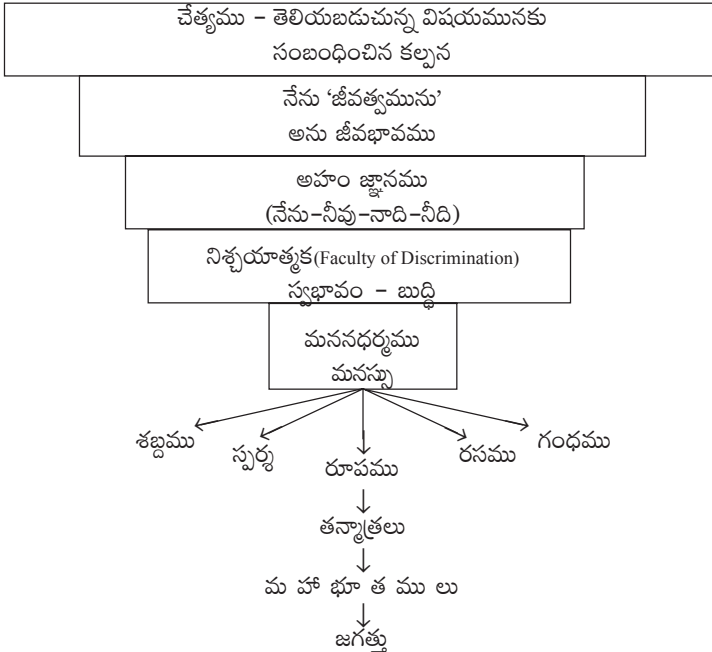 చేత్యము – తెలియబడుచున్న విషయమునకు
సంబంధించిన కల్పన
నేను ‘జీవత్వమును’
అను జీవభావము
అహం జ్ఞానము
(నేను–నీవు–నాది–నీది)
నిశ్చయాత్మక(Faculty of Discrimination)
స్వభావం – బుద్ధి
మననధర్మము
మనస్సు
శబ్దము
స్పర్శ
రూపము
రసము
గంధము
తన్మాత్రలు
మ హా భూ త ము లు
జగత్తు